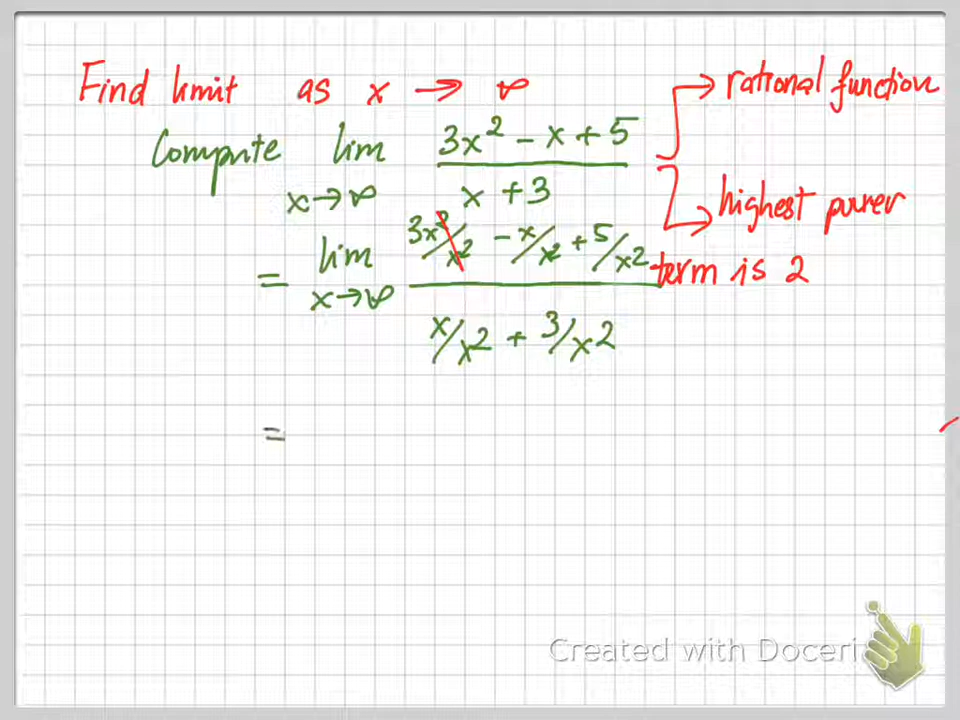 Find limit as x → ∞
→ rational function
Compute lim x→∞ (3x² - x + 5) / (x + 3)
→ highest power term is 2
= lim x→∞ (3x²/x² - x/x² + 5/x²) / (x/x² + 3/x²)
=
Created with Doceri